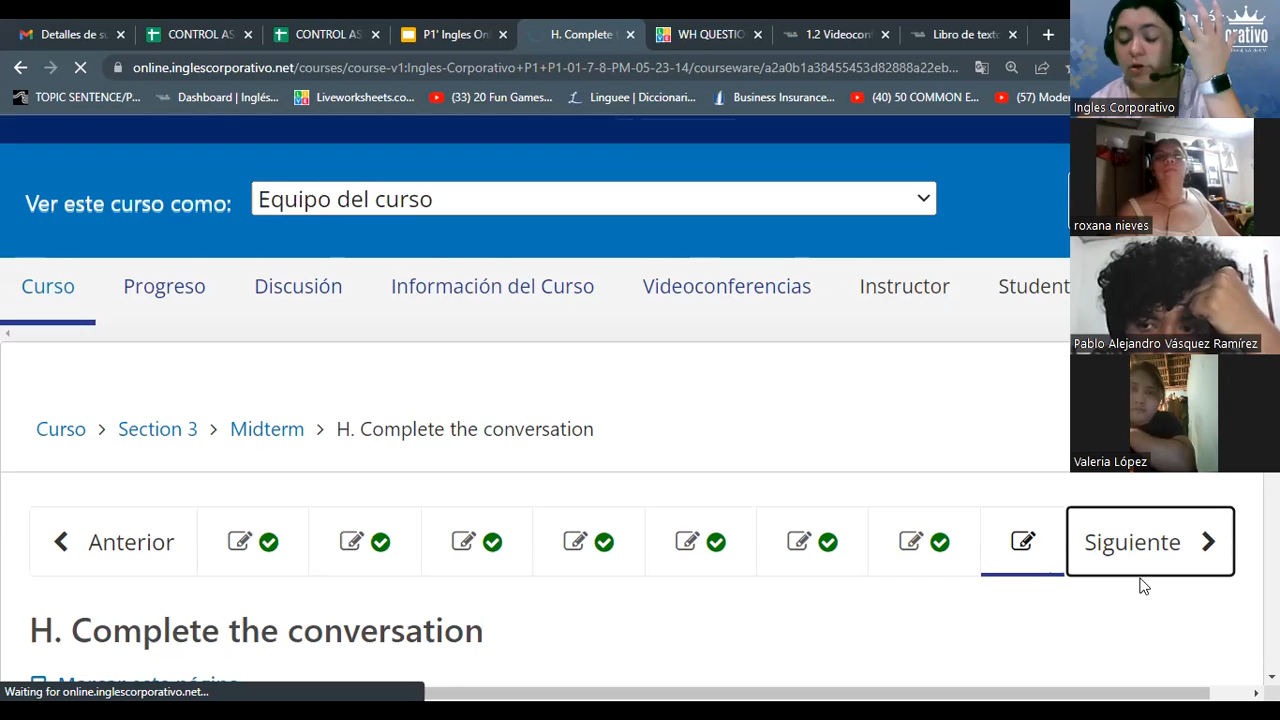 Detalles de su
CONTROL AS
CONTROL AS
P1' Ingles Onl
H. Complete
WH QUESTIO
1.2 Videoconf
Libro de texto
online.inglescorporativo.net/courses/course-v1:Ingles-Corporativo+P1+P1-01-7-8-PM-05-23-14/courseware/a2a0b1a38455453d82888a22eb...
TOPIC SENTENCE/P...
Dashboard | Inglés...
Liveworksheets.co...
(33) 20 Fun Games...
Linguee | Diccionari...
Business Insurance...
(40) 50 COMMON E...
(57) Mode
Ingles Corporativo
roxana nieves
Pablo Alejandro Vásquez Ramírez
Valeria López
Ver este curso como:
Equipo del curso
Curso
Progreso
Discusión
Información del Curso
Videoconferencias
Instructor
Student
Curso > Section 3 > Midterm > H. Complete the conversation
Anterior
Siguiente
H. Complete the conversation
Marcar esta página
Waiting for online.inglescorporativo.net...